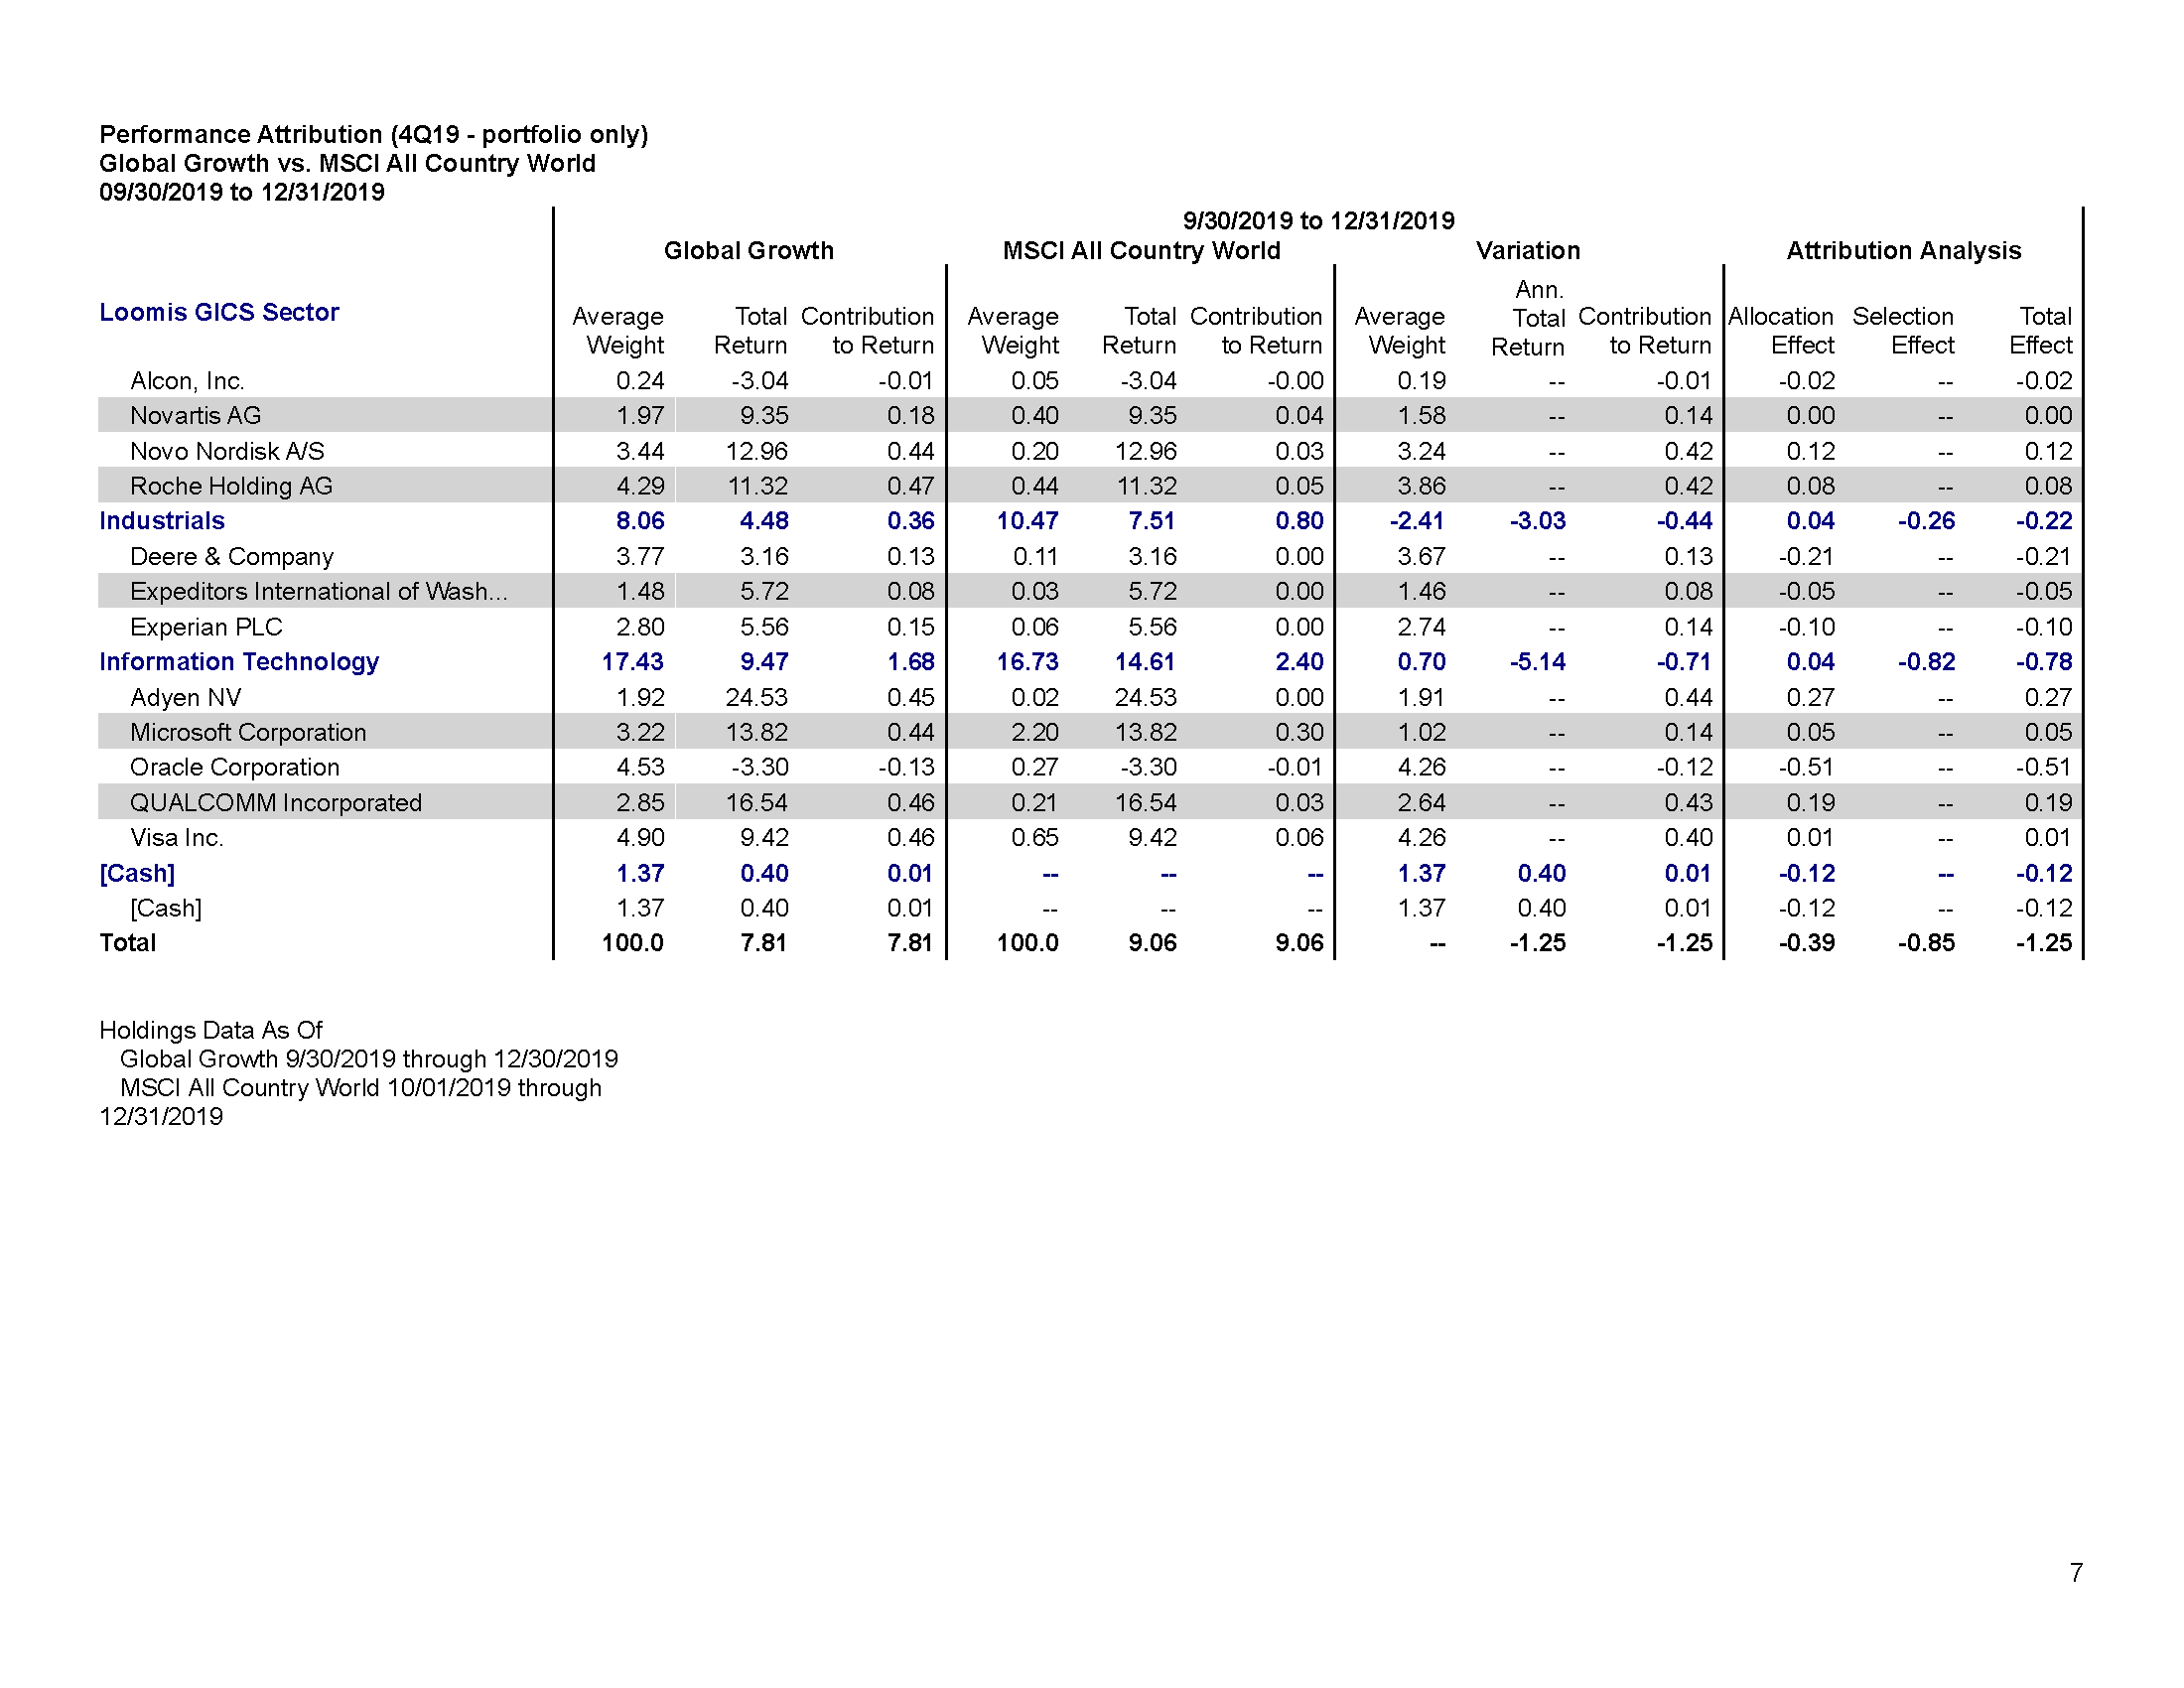 Performance Attribution (4Q19 - portfolio only)
Global Growth vs. MSCI All Country World
09/30/2019 to 12/31/2019
9/30/2019 to 12/31/2019
Global Growth MSCI All Country World Variation Attribution Analysis
Loomis GICS Sector Average Weight Total Return Contribution to Return Average Weight Total Return Contribution to Return Average Weight Ann. Total Return Contribution to Return Allocation Effect Selection Effect Total Effect
Alcon, Inc. 0.24 -3.04 -0.01 0.05 -3.04 -0.00 0.19 -- -0.01 -0.02 -- -0.02
Novartis AG 1.97 9.35 0.18 0.40 9.35 0.04 1.58 -- 0.14 0.00 -- 0.00
Novo Nordisk A/S 3.44 12.96 0.44 0.20 12.96 0.03 3.24 -- 0.42 0.12 -- 0.12
Roche Holding AG 4.29 11.32 0.47 0.44 11.32 0.05 3.86 -- 0.42 0.08 -- 0.08
Industrials 8.06 4.48 0.36 10.47 7.51 0.80 -2.41 -3.03 -0.44 0.04 -0.26 -0.22
Deere & Company 3.77 3.16 0.13 0.11 3.16 0.00 3.67 -- 0.13 -0.21 -- -0.21
Expeditors International of Wash... 1.48 5.72 0.08 0.03 5.72 0.00 1.46 -- 0.08 -0.05 -- -0.05
Experian PLC 2.80 5.56 0.15 0.06 5.56 0.00 2.74 -- 0.14 -0.10 -- -0.10
Information Technology 17.43 9.47 1.68 16.73 14.61 2.40 0.70 -5.14 -0.71 0.04 -0.82 -0.78
Adyen NV 1.92 24.53 0.45 0.02 24.53 0.00 1.91 -- 0.44 0.27 -- 0.27
Microsoft Corporation 3.22 13.82 0.44 2.20 13.82 0.30 1.02 -- 0.14 0.05 -- 0.05
Oracle Corporation 4.53 -3.30 -0.13 0.27 -3.30 -0.01 4.26 -- -0.12 -0.51 -- -0.51
QUALCOMM Incorporated 2.85 16.54 0.46 0.21 16.54 0.03 2.64 -- 0.43 0.19 -- 0.19
Visa Inc. 4.90 9.42 0.46 0.65 9.42 0.06 4.26 -- 0.40 0.01 -- 0.01
[Cash] 1.37 0.40 0.01 -- -- -- 1.37 0.40 0.01 -0.12 -- -0.12
[Cash] 1.37 0.40 0.01 -- -- -- 1.37 0.40 0.01 -0.12 -- -0.12
Total 100.0 7.81 7.81 100.0 9.06 9.06 -- -1.25 -1.25 -0.39 -0.85 -1.25
Holdings Data As Of
Global Growth 9/30/2019 through 12/30/2019
MSCI All Country World 10/01/2019 through
12/31/2019
7